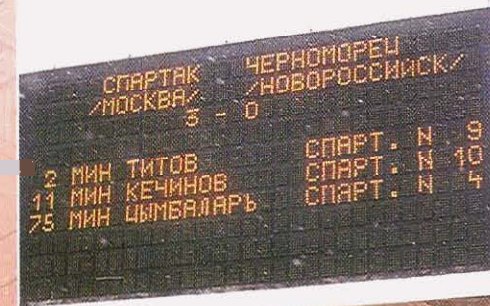 СПАРТАК ЧЕРНОМОРЕЦ
/МОСКВА/ /НОВОРОССИЙСК/
3 - 0
2 МИН ТИТОВ СПАРТ. N 9
11 МИН КЕЧИНОВ СПАРТ. N 10
75 МИН ЦЫМБАЛАРЬ СПАРТ. N 4